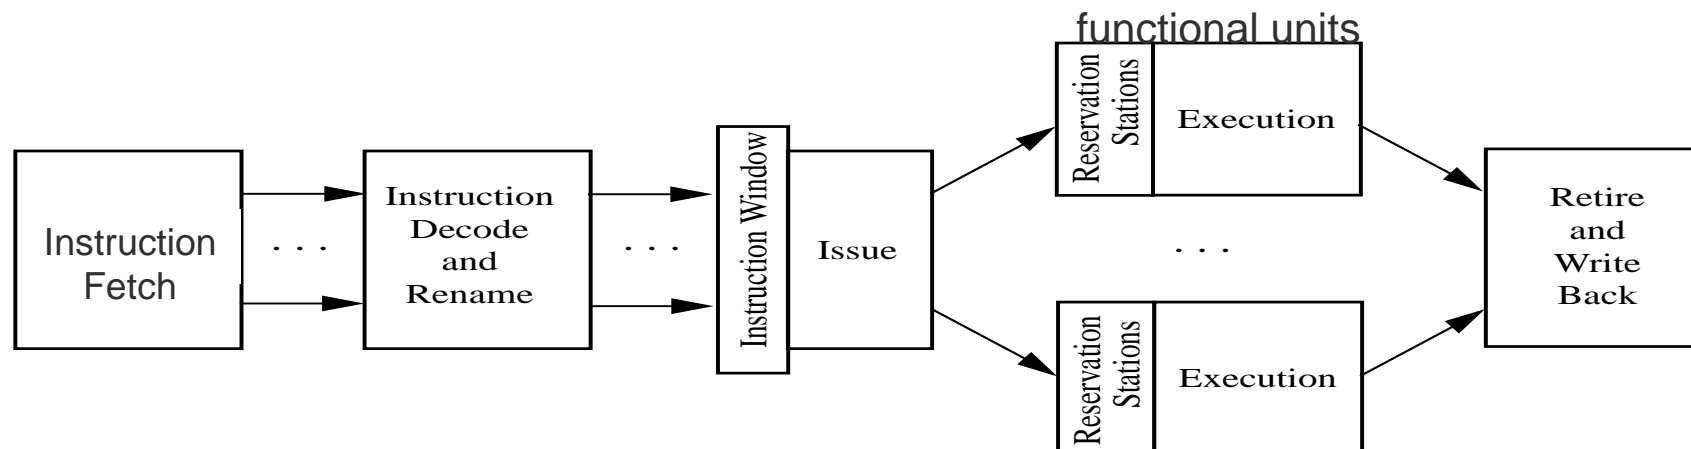 functional units
Instruction
Fetch
. . .
Instruction
Decode
and
Rename
. . .
Instruction Window
Issue
Reservation
Stations
Execution
. . .
Reservation
Stations
Execution
Retire
and
Write
Back